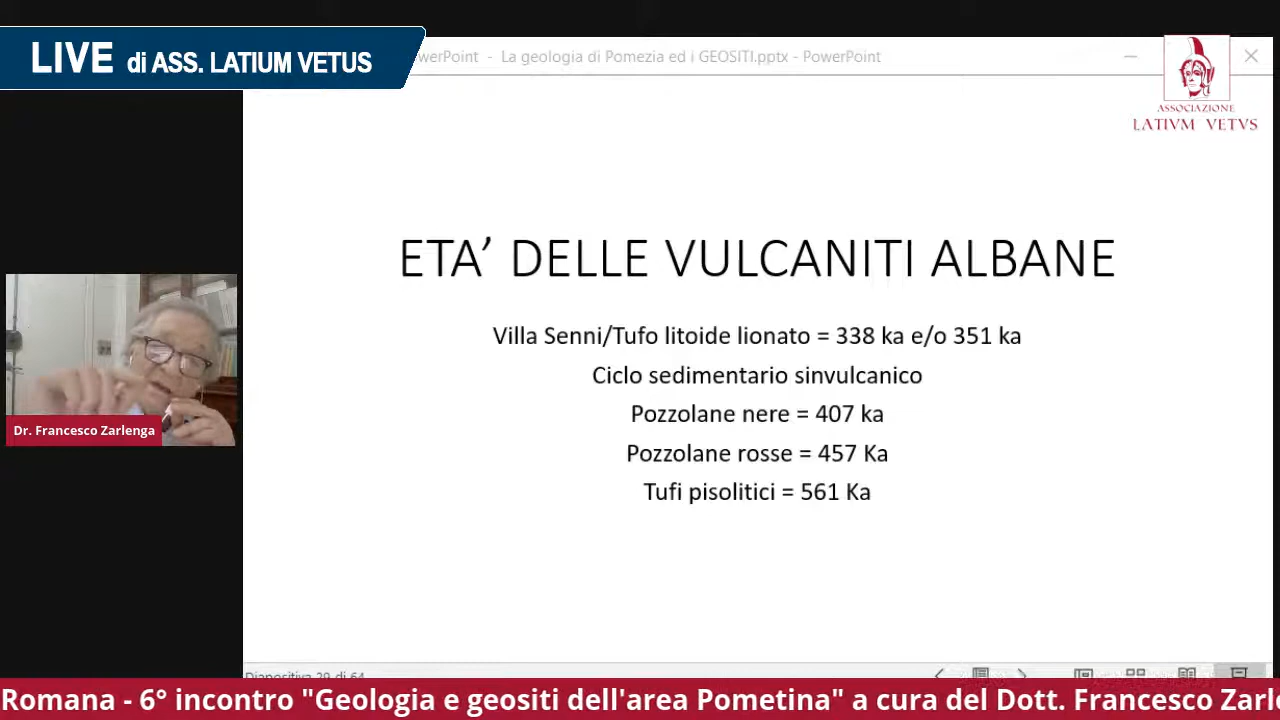 LIVE di ASS. LATIUM VETUS
werPoint - La geologia di Pomezia ed i GEOSITI.pptx - PowerPoint
ASSOCIAZIONE
LATIVM VETVS
ETA’ DELLE VULCANITI ALBANE
Villa Senni/Tufo litoide lionato = 338 ka e/o 351 ka
Ciclo sedimentario sinvulcanico
Pozzolane nere = 407 ka
Pozzolane rosse = 457 Ka
Tufi pisolitici = 561 Ka
Dr. Francesco Zarlenga
Diapositiva 29 di 64
Romana - 6° incontro "Geologia e geositi dell'area Pometina" a cura del Dott. Francesco Zarl